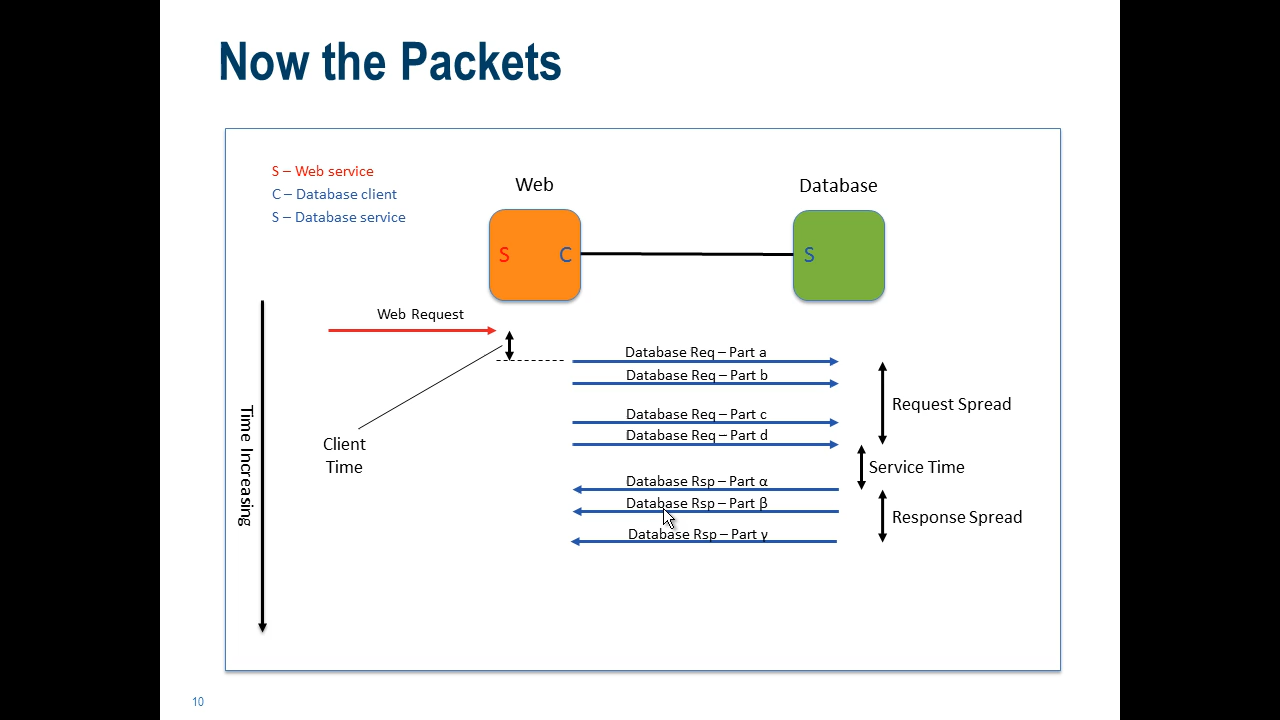 Now the Packets
S – Web service
C – Database client
S – Database service
Web
Database
S
C
S
Web Request
Database Req – Part a
Database Req – Part b
Database Req – Part c
Database Req – Part d
Request Spread
Time Increasing
Client
Time
Service Time
Database Rsp – Part α
Database Rsp – Part β
Database Rsp – Part γ
Response Spread
10